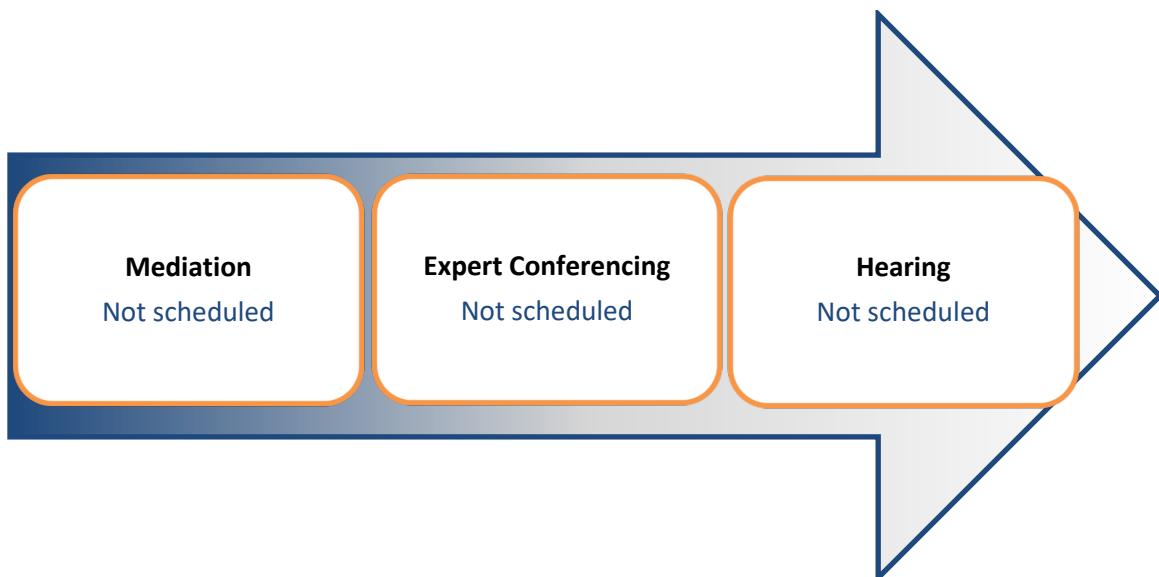 Mediation
Not scheduled
Expert Conferencing
Not scheduled
Hearing
Not scheduled